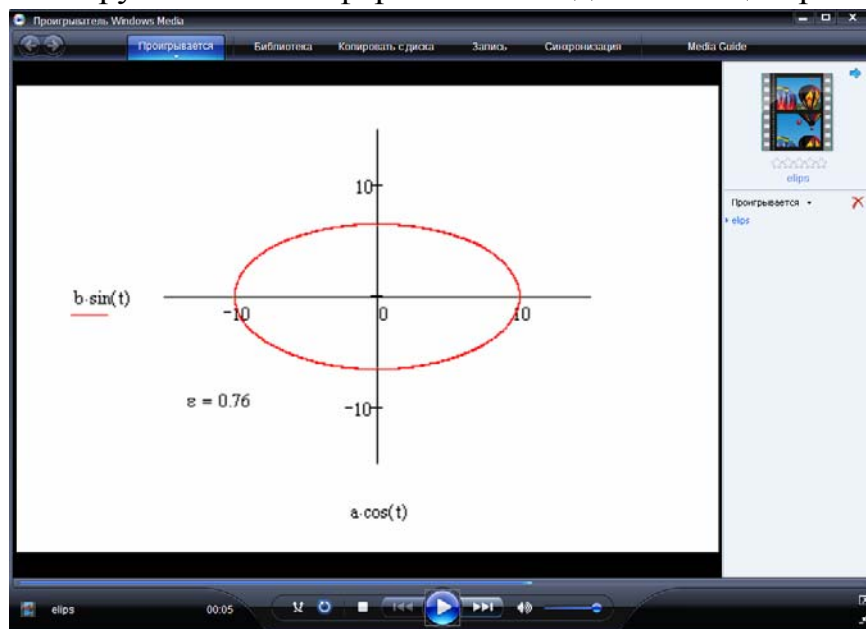 Проигрыватель Windows Media
Проигрывается Библиотека Копировать с диска Запись Синхронизация Media Guide
elips
Проигрывается
elips
10
b·sin(t)
−10 0 10
ε = 0.76
−10
a·cos(t)
elips 00:05